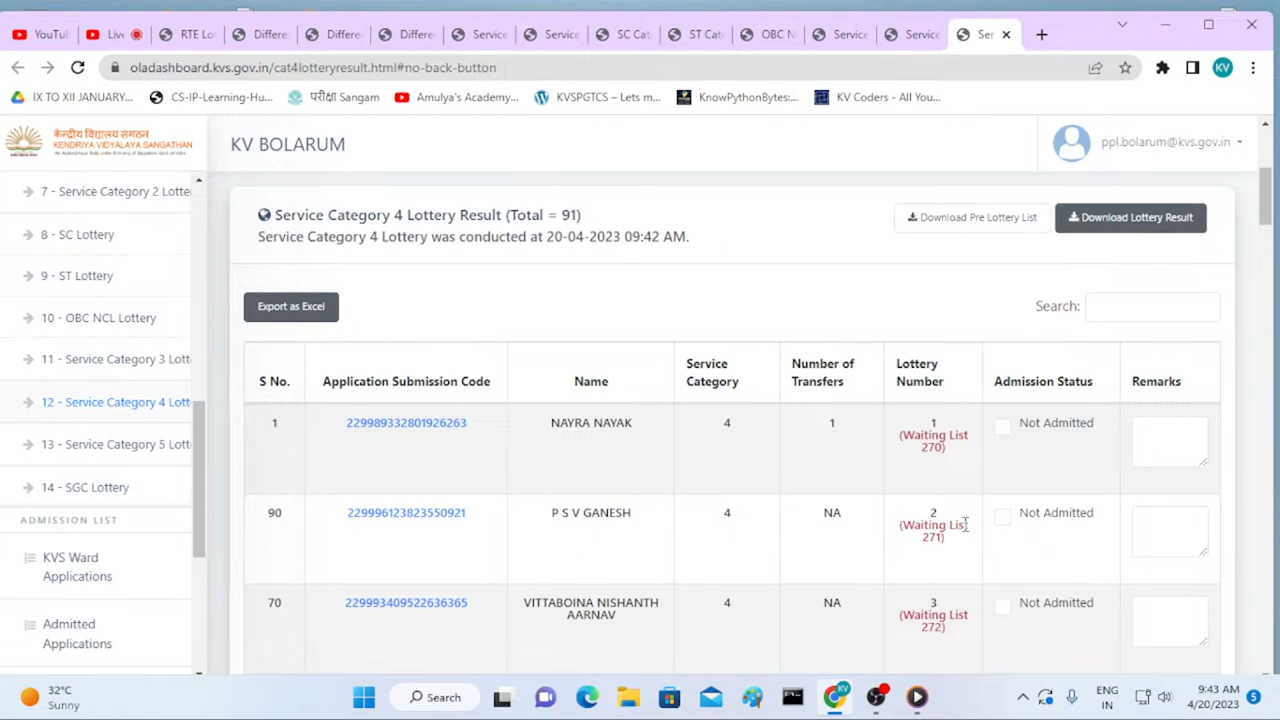 YouTub
Live
RTE Lo
Differe
Differe
Differe
Service
Service
SC Cat
ST Cate
OBC N
Service
Service
Ser
oladashboard.kvs.gov.in/cat4lotteryresult.html#no-back-button
KV
IX TO XII JANUARY...
CS-IP-Learning-Hu...
परीक्षा Sangam
Amulya's Academy...
KVSPGTCS – Lets m...
KnowPythonBytes:...
KV Coders - All You...
केन्द्रीय विद्यालय संगठन
KENDRIYA VIDYALAYA SANGATHAN
KV BOLARUM
ppl.bolarum@kvs.gov.in
7 - Service Category 2 Lotte
8 - SC Lottery
9 - ST Lottery
10 - OBC NCL Lottery
11 - Service Category 3 Lott
12 - Service Category 4 Lott
13 - Service Category 5 Lott
14 - SGC Lottery
ADMISSION LIST
KVS Ward
Applications
Admitted
Applications
Service Category 4 Lottery Result (Total = 91)
Service Category 4 Lottery was conducted at 20-04-2023 09:42 AM.
Download Pre Lottery List
Download Lottery Result
Export as Excel
Search:
S No.
Application Submission Code
Name
Service
Category
Number of
Transfers
Lottery
Number
Admission Status
Remarks
1
229989332801926263
NAYRA NAYAK
4
1
1
(Waiting List
270)
Not Admitted
90
229996123823550921
P S V GANESH
4
NA
2
(Waiting List
271)
Not Admitted
70
229993409522636365
VITTABOINA NISHANTH
AARNAV
4
NA
3
(Waiting List
272)
Not Admitted
32°C
Sunny
Search
KV
ENG
IN
9:43 AM
4/20/2023
5